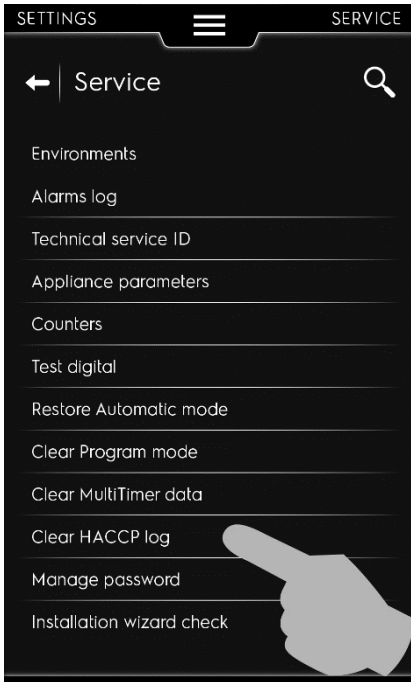 SETTINGS SERVICE
Service
Environments
Alarms log
Technical service ID
Appliance parameters
Counters
Test digital
Restore Automatic mode
Clear Program mode
Clear MultiTimer data
Clear HACCP log
Manage password
Installation wizard check